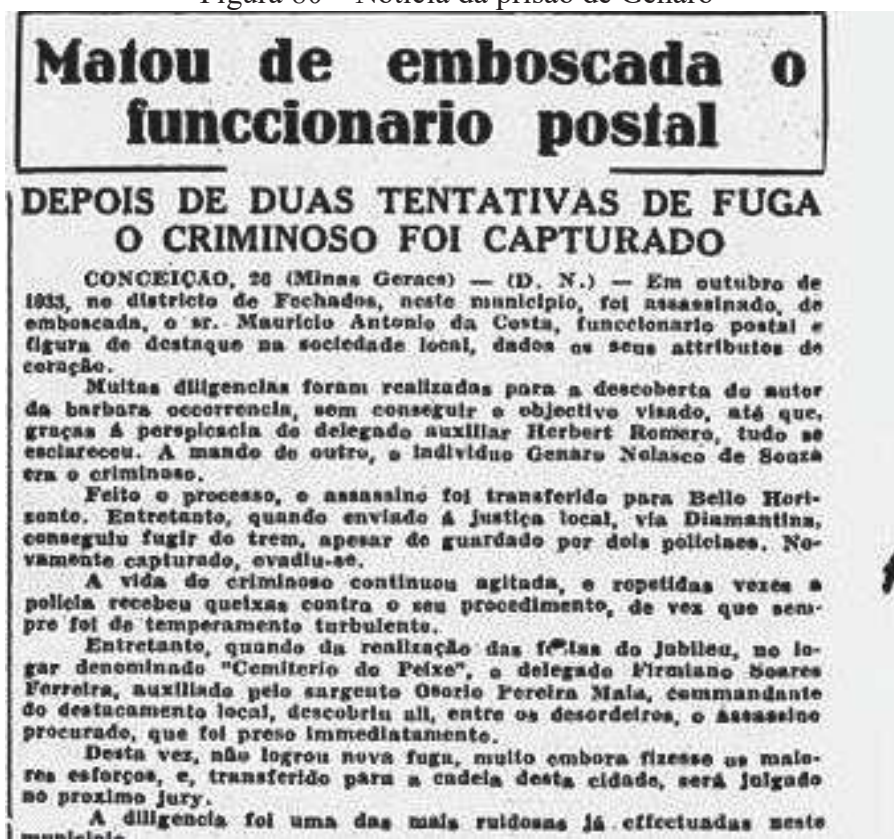 Figura 80 – Notícia da prisão de Genaro
Matou de emboscada o
funccionario postal
DEPOIS DE DUAS TENTATIVAS DE FUGA
O CRIMINOSO FOI CAPTURADO
CONCEIÇÃO, 26 (Minas Geraes) — (D. N.) — Em outubro de
1933, no districto de Fechados, neste municipio, foi assassinado, de
emboscada, o sr. Mauricio Antonio da Costa, funccionario postal e
figura de destaque na sociedade local, dados os seus attributos de
coração.
Muitas diligencias foram realizadas para a descoberta do autor
da barbara occorrencia, sem conseguir o objectivo visado, até que,
graças á perspicacia do delegado auxiliar Herbert Romero, tudo se
esclareceu. A mando de outro, o individuo Genaro Nolasco de Souza
era o criminoso.
Feito o processo, o assassino foi transferido para Bello Hori-
sonte. Entretanto, quando enviado á justiça local, via Diamantina,
conseguiu fugir do trem, apesar de guardado por dois policiaes. No-
vamente capturado, evadiu-se.
A vida do criminoso continuou agitada, e repetidas vezes a
policia recebeu queixas contra o seu procedimento, de vez que sem-
pre foi de temperamento turbulento.
Entretanto, quando da realização das festas do jubileu, no lo-
gar denominado "Cemiterio do Peixe", o delegado Firmiano Soares
Ferreira, auxiliado pelo sargento Osorio Pereira Maia, commandante
do destacamento local, descobriu ali, entre os desordeiros, o assassino
procurado, que foi preso immediatamente.
Desta vez, não logrou nova fuga, muito embora fizesse os maio-
res esforços, e, transferido para a cadeia desta cidade, será julgado
no proximo jury.
A diligencia foi uma das mais ruidosas já effectuadas neste
municipio.